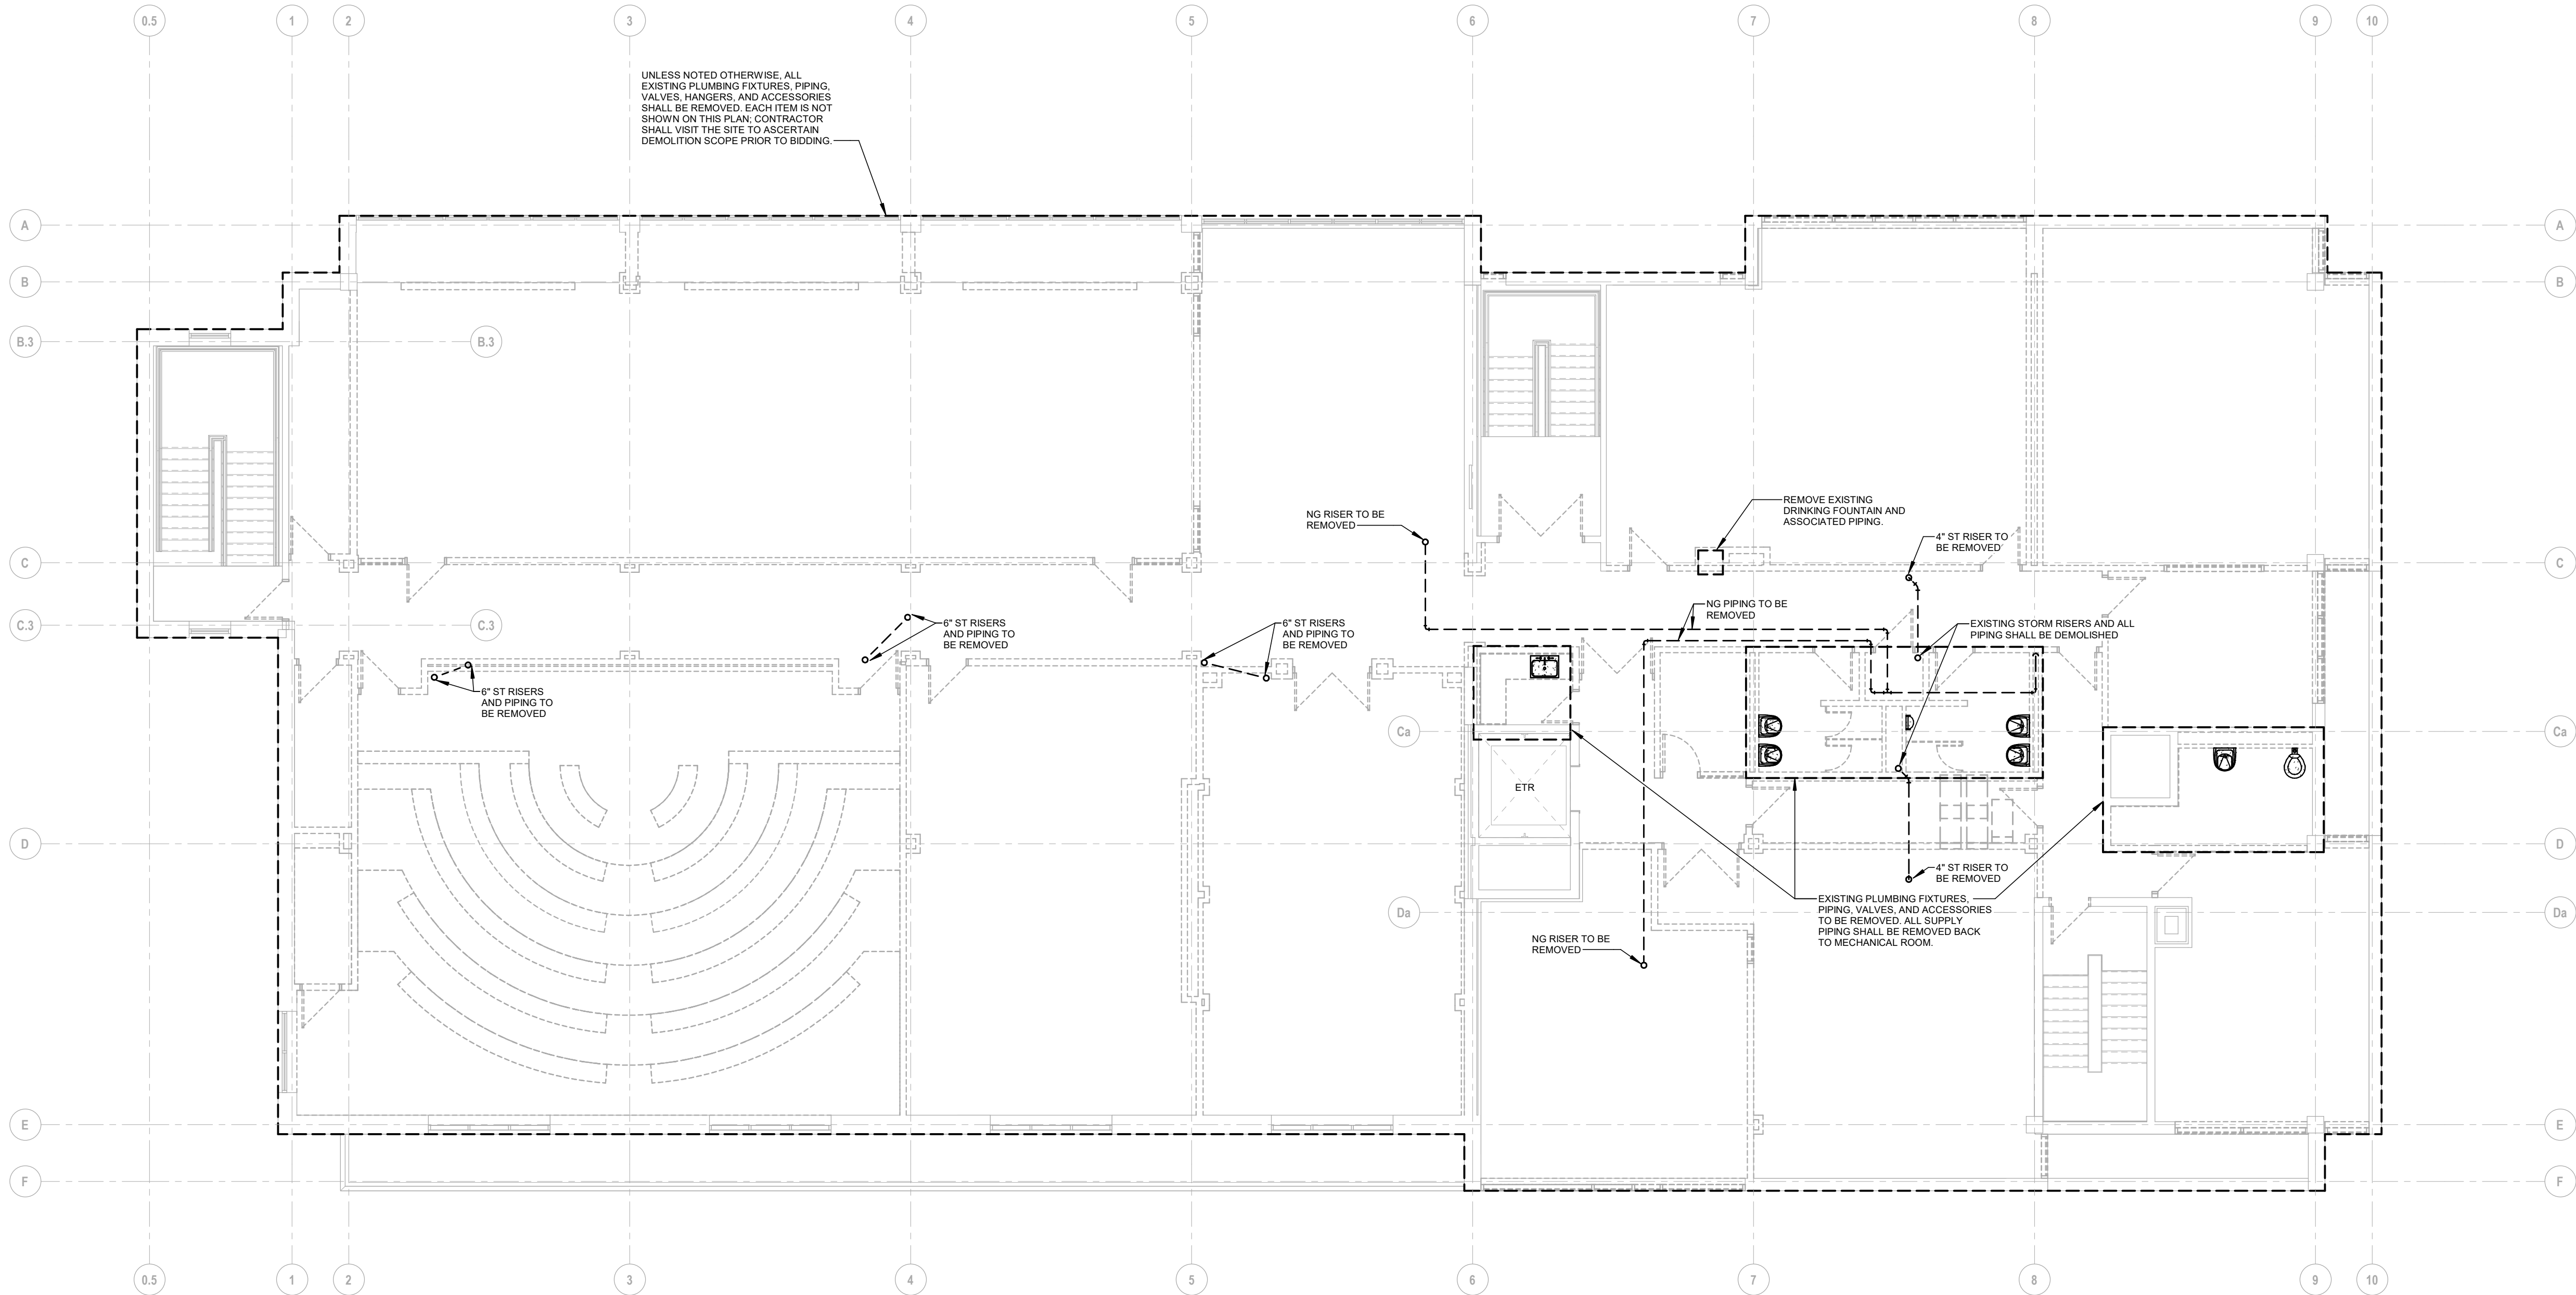 0.5
1
2
3
4
5
6
7
8
9
10
UNLESS NOTED OTHERWISE, ALL
EXISTING PLUMBING FIXTURES, PIPING,
VALVES, HANGERS, AND ACCESSORIES
SHALL BE REMOVED. EACH ITEM IS NOT
SHOWN ON THIS PLAN; CONTRACTOR
SHALL VISIT THE SITE TO ASCERTAIN
DEMOLITION SCOPE PRIOR TO BIDDING.
A
A
B
B
B.3
B.3
NG RISER TO BE
REMOVED
REMOVE EXISTING
DRINKING FOUNTAIN AND
ASSOCIATED PIPING.
4" ST RISER TO
BE REMOVED
C
C
NG PIPING TO BE
REMOVED
C.3
C.3
6" ST RISERS
AND PIPING TO
BE REMOVED
6" ST RISERS
AND PIPING TO
BE REMOVED
EXISTING STORM RISERS AND ALL
PIPING SHALL BE DEMOLISHED
6" ST RISERS
AND PIPING TO
BE REMOVED
Ca
Ca
ETR
D
D
4" ST RISER TO
BE REMOVED
EXISTING PLUMBING FIXTURES,
PIPING, VALVES, AND ACCESSORIES
TO BE REMOVED. ALL SUPPLY
PIPING SHALL BE REMOVED BACK
TO MECHANICAL ROOM.
Da
Da
NG RISER TO BE
REMOVED
E
E
F
F
0.5
1
2
3
4
5
6
7
8
9
10